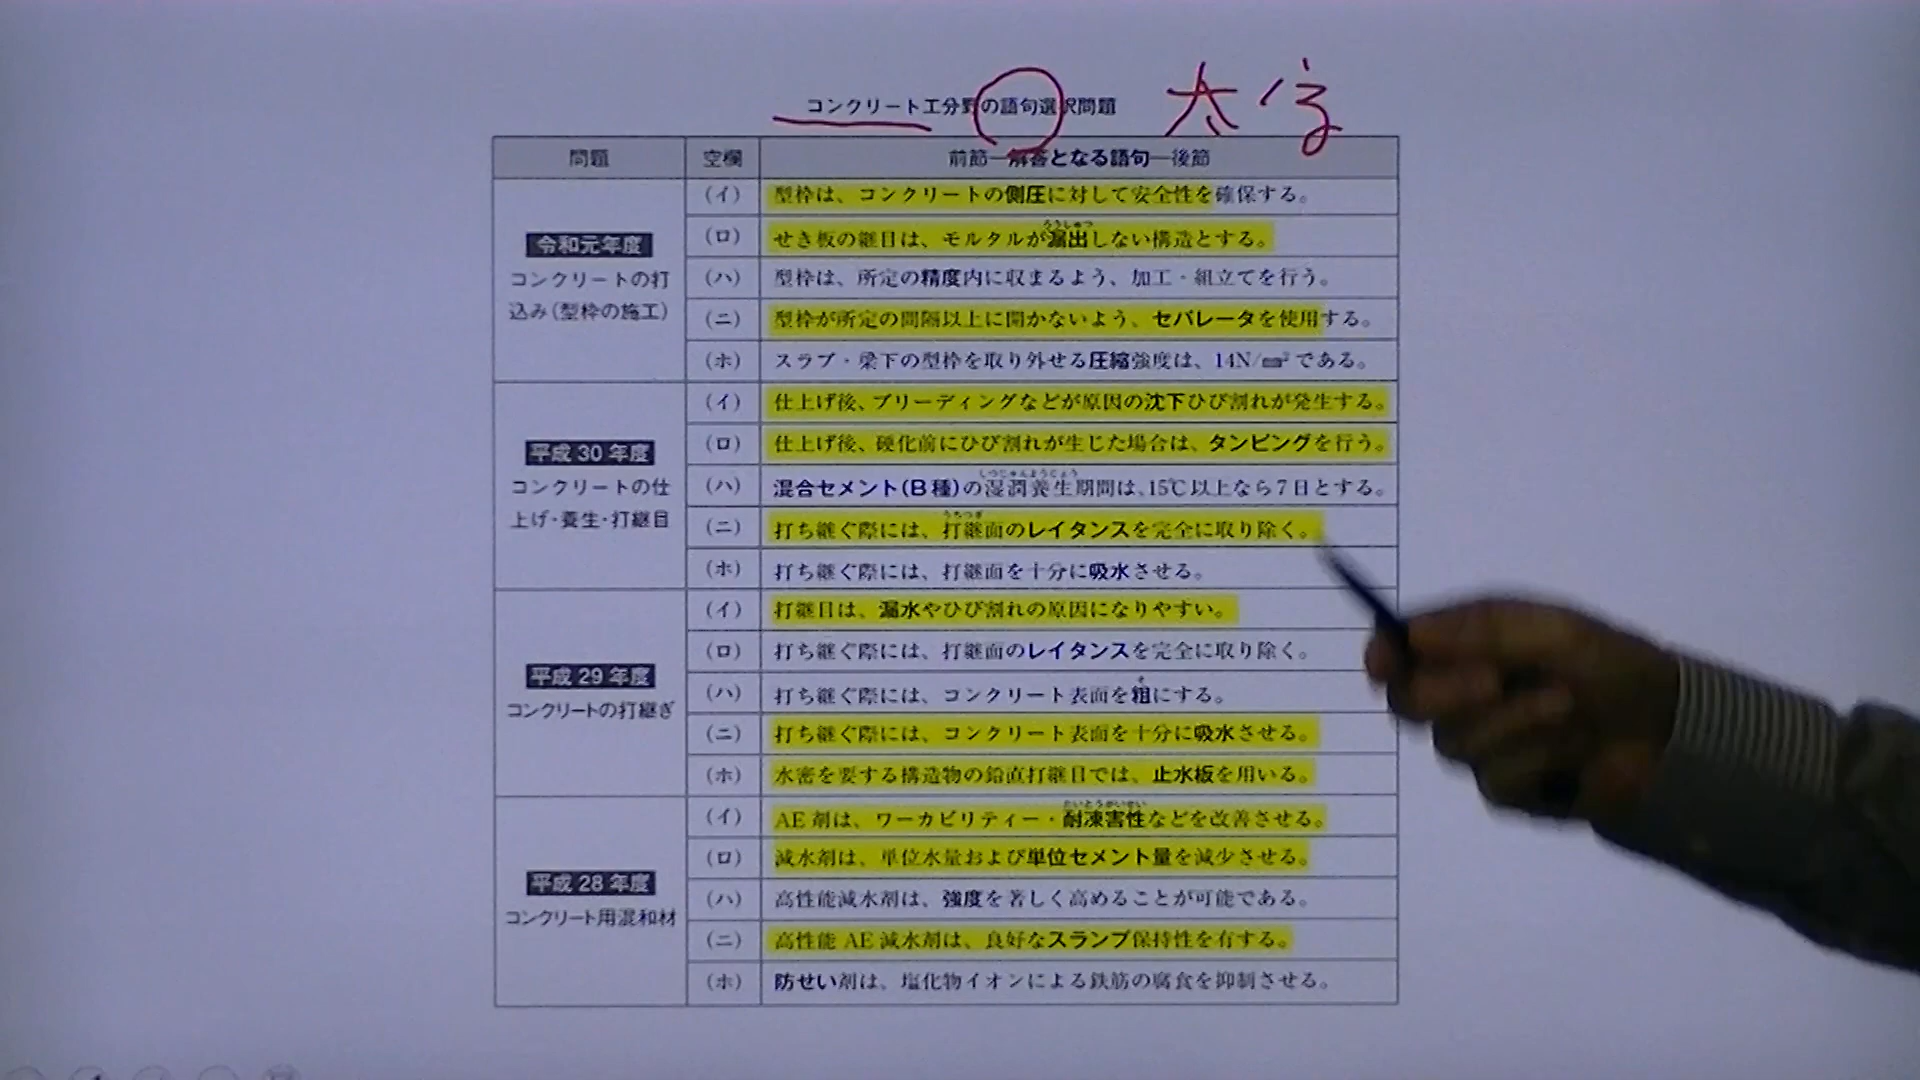 コンクリート工分野の語句選択問題 太字
問題 空欄 前節―解答となる語句―後節
令和元年度
コンクリートの打
込み(型枠の施工)
(イ) 型枠は、コンクリートの側圧に対して安全性を確保する。
(ロ) せき板の継目は、モルタルが漏出しない構造とする。
ろうしゅつ
(ハ) 型枠は、所定の精度内に収まるよう、加工・組立てを行う。
(ニ) 型枠が所定の間隔以上に開かないよう、セパレータを使用する。
(ホ) スラブ・梁下の型枠を取り外せる圧縮強度は、14N/㎟である。
平成30年度
コンクリートの仕
上げ・養生・打継目
(イ) 仕上げ後、ブリーディングなどが原因の沈下ひび割れが発生する。
(ロ) 仕上げ後、硬化前にひび割れが生じた場合は、タンピングを行う。
しつじゅんようじょう
(ハ) 混合セメント(B種)の湿潤養生期間は、15℃以上なら7日とする。
うちつぎ
(ニ) 打ち継ぐ際には、打継面のレイタンスを完全に取り除く。
(ホ) 打ち継ぐ際には、打継面を十分に吸水させる。
平成29年度
コンクリートの打継ぎ
(イ) 打継目は、漏水やひび割れの原因になりやすい。
(ロ) 打ち継ぐ際には、打継面のレイタンスを完全に取り除く。
そ
(ハ) 打ち継ぐ際には、コンクリート表面を粗にする。
(ニ) 打ち継ぐ際には、コンクリート表面を十分に吸水させる。
(ホ) 水密を要する構造物の鉛直打継目では、止水板を用いる。
平成28年度
コンクリート用混和材
たいとうがいせい
(イ) AE剤は、ワーカビリティー・耐凍害性などを改善させる。
(ロ) 減水剤は、単位水量および単位セメント量を減少させる。
(ハ) 高性能減水剤は、強度を著しく高めることが可能である。
(ニ) 高性能AE減水剤は、良好なスランプ保持性を有する。
(ホ) 防せい剤は、塩化物イオンによる鉄筋の腐食を抑制させる。